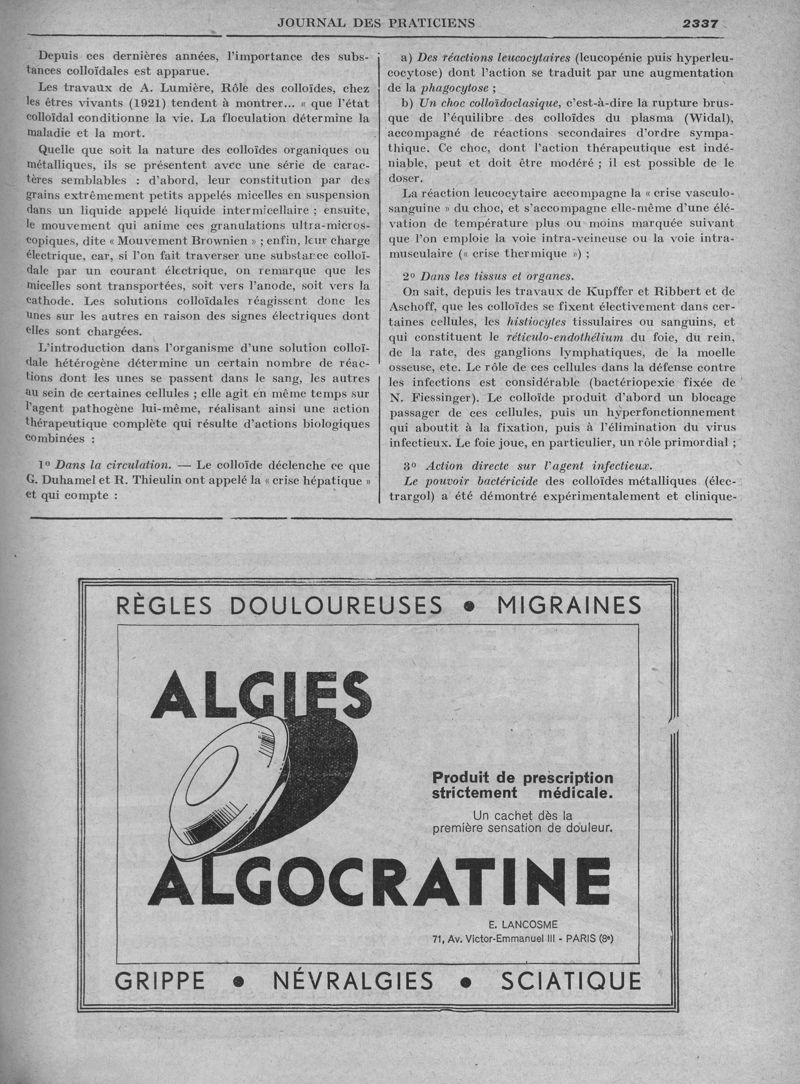 JOURNAL DES PRATICIENS 2337
Depuis ces dernières années, l'importance des subs-
tances colloïdales est apparue.
Les travaux de A. Lumière, Rôle des colloïdes, chez
les êtres vivants (1921) tendent à montrer... « que l'état
colloïdal conditionne la vie. La floculation détermine la
maladie et la mort.
Quelle que soit la nature des colloïdes organiques ou
métalliques, ils se présentent avec une série de carac-
tères semblables : d'abord, leur constitution par des
grains extrêmement petits appelés micelles en suspension
dans un liquide appelé liquide intermicellaire ; ensuite,
le mouvement qui anime ces granulations ultra-micros-
copiques, dite « Mouvement Brownien » ; enfin, leur charge
électrique, car, si l'on fait traverser une substance colloï-
dale par un courant électrique, on remarque que les
micelles sont transportées, soit vers l'anode, soit vers la
cathode. Les solutions colloïdales réagissent donc les
unes sur les autres en raison des signes électriques dont
elles sont chargées.
L'introduction dans l'organisme d'une solution colloï-
dale hétérogène détermine un certain nombre de réac-
tions dont les unes se passent dans le sang, les autres
au sein de certaines cellules ; elle agit en même temps sur
l'agent pathogène lui-même, réalisant ainsi une action
thérapeutique complète qui résulte d'actions biologiques
combinées :
1º Dans la circulation. — Le colloïde déclenche ce que
G. Duhamel et R. Thieulin ont appelé la « crise hépatique »
et qui compte :
a) Des réactions leucocytaires (leucopénie puis hyperleu-
cocytose) dont l'action se traduit par une augmentation
de la phagocytose ;
b) Un choc colloïdoclasique, c'est-à-dire la rupture brus-
que de l'équilibre des colloïdes du plasma (Widal),
accompagné de réactions secondaires d'ordre sympa-
thique. Ce choc, dont l'action thérapeutique est indé-
niable, peut et doit être modéré ; il est possible de le
doser.
La réaction leucocytaire accompagne la « crise vasculo-
sanguine » du choc, et s'accompagne elle-même d'une élé-
vation de température plus ou moins marquée suivant
que l'on emploie la voie intra-veineuse ou la voie intra-
musculaire (« crise thermique ») ;
2º Dans les tissus et organes.
On sait, depuis les travaux de Kupffer et Ribbert et de
Aschoff, que les colloïdes se fixent électivement dans cer-
taines cellules, les histiocytes tissulaires ou sanguins, et
qui constituent le réticulo-endothélium du foie, du rein,
de la rate, des ganglions lymphatiques, de la moelle
osseuse, etc. Le rôle de ces cellules dans la défense contre
les infections est considérable (bactériopexie fixée de
N. Fiessinger). Le colloïde produit d'abord un blocage
passager de ces cellules, puis un hyperfonctionnement
qui aboutit à la fixation, puis à l'élimination du virus
infectieux. Le foie joue, en particulier, un rôle primordial ;
3º Action directe sur l'agent infectieux.
Le pouvoir bactéricide des colloïdes métalliques (élec-
trargol) a été démontré expérimentalement et clinique-
RÈGLES DOULOUREUSES • MIGRAINES
ALGIES
Produit de prescription
strictement médicale.
Un cachet dès la
première sensation de douleur.
ALGOCRATINE
E. LANCOSME
71, Av. Victor-Emmanuel III - PARIS (8e)
GRIPPE • NÉVRALGIES • SCIATIQUE